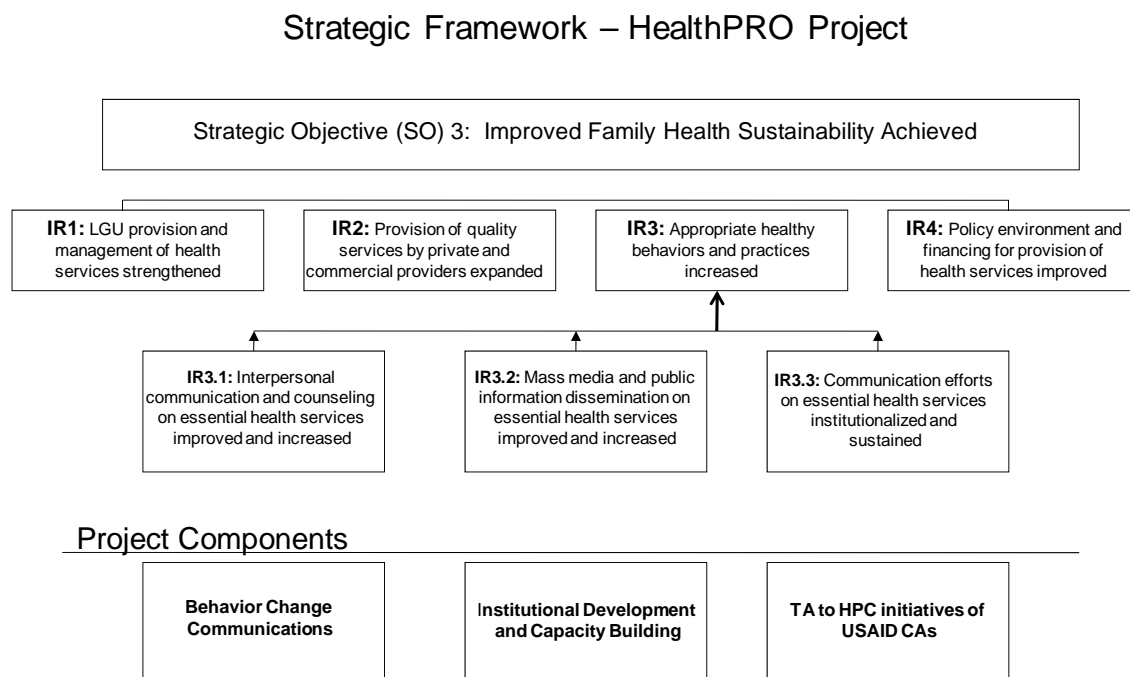 Strategic Framework – HealthPRO Project
Strategic Objective (SO) 3: Improved Family Health Sustainability Achieved
IR1: LGU provision and
management of health
services strengthened
IR2: Provision of quality
services by private and
commercial providers expanded
IR3: Appropriate healthy
behaviors and practices
increased
IR4: Policy environment and
financing for provision of
health services improved
IR3.1: Interpersonal
communication and counseling
on essential health services
improved and increased
IR3.2: Mass media and public
information dissemination on
essential health services
improved and increased
IR3.3: Communication efforts
on essential health services
institutionalized and
sustained
Project Components
Behavior Change
Communications
Institutional Development
and Capacity Building
TA to HPC initiatives of
USAID CAs